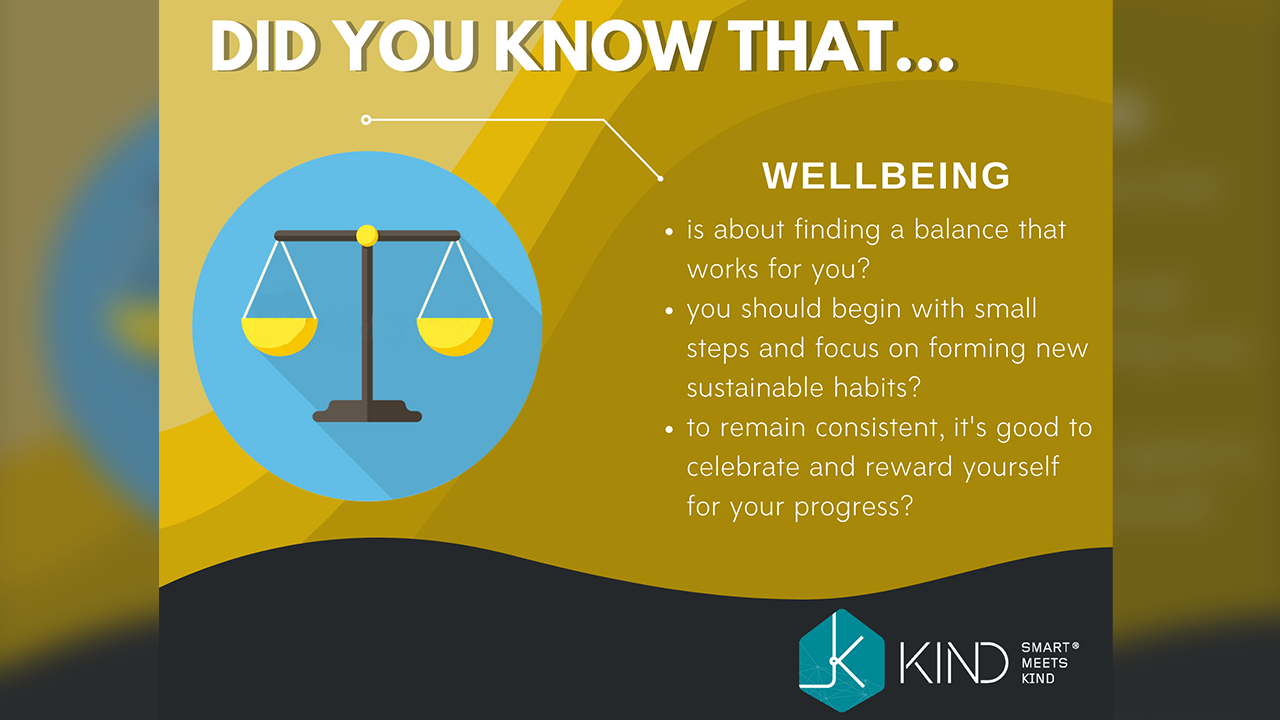 DID YOU KNOW THAT...
WELLBEING
• is about finding a balance that
works for you?
• you should begin with small
steps and focus on forming new
sustainable habits?
• to remain consistent, it's good to
celebrate and reward yourself
for your progress?
K
KIND
SMART®
MEETS
KIND